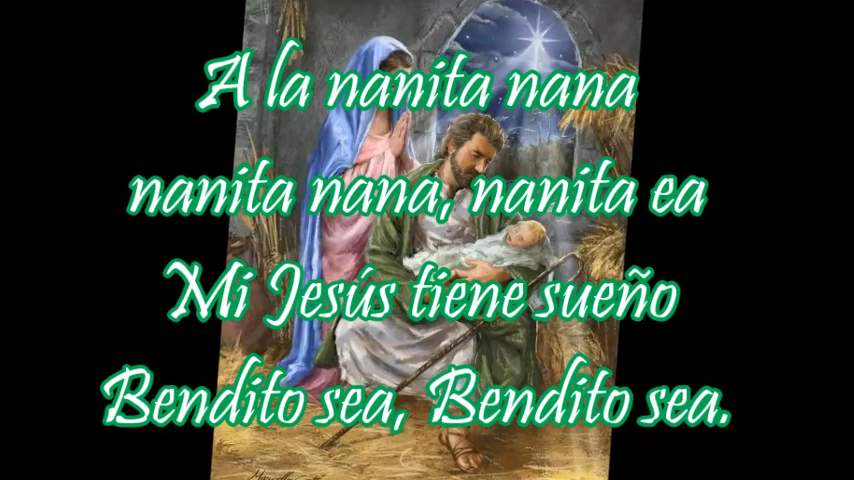 A la nanita nana
nanita nana, nanita ea
Mi Jesús tiene sueño
Bendito sea, Bendito sea.